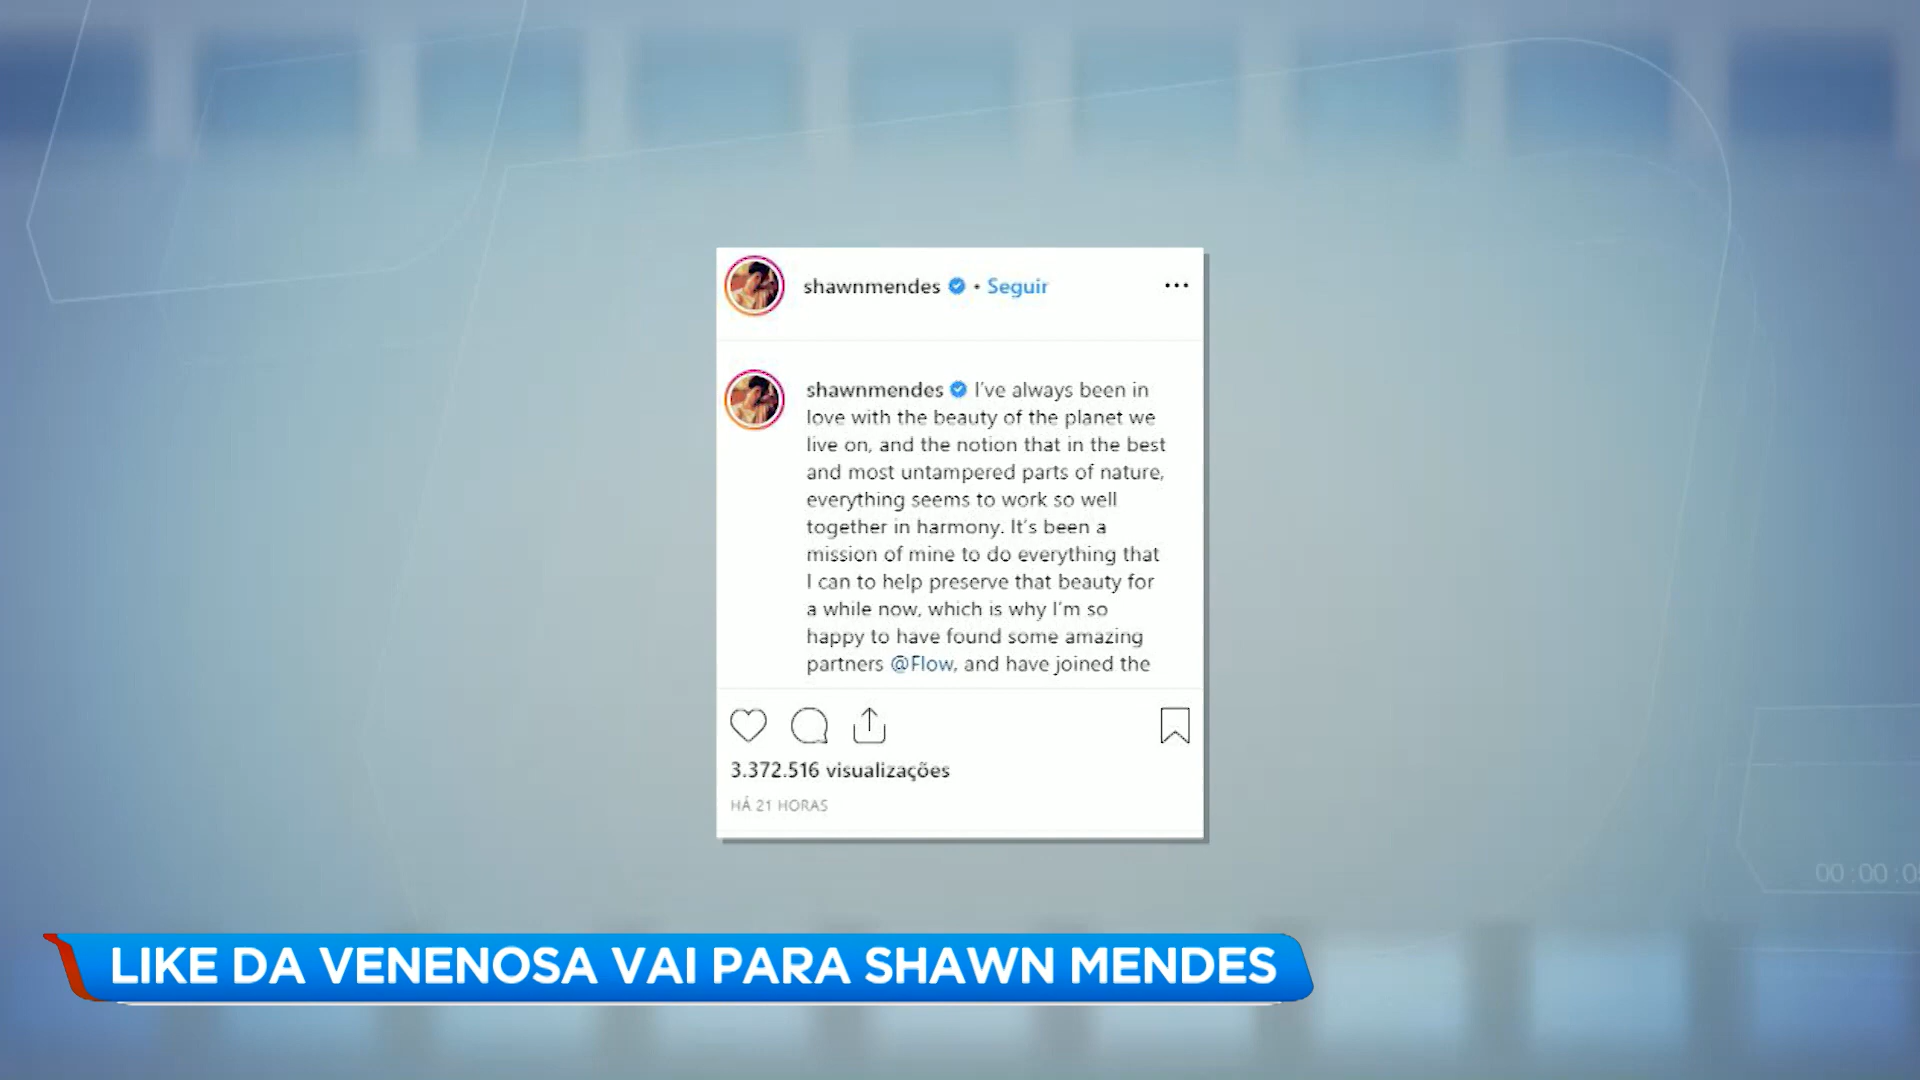 shawnmendes • Seguir ...
shawnmendes I've always been in
love with the beauty of the planet we
live on, and the notion that in the best
and most untampered parts of nature,
everything seems to work so well
together in harmony. It's been a
mission of mine to do everything that
I can to help preserve that beauty for
a while now, which is why I'm so
happy to have found some amazing
partners @Flow, and have joined the
3.372.516 visualizações
HÁ 21 HORAS
LIKE DA VENENOSA VAI PARA SHAWN MENDES